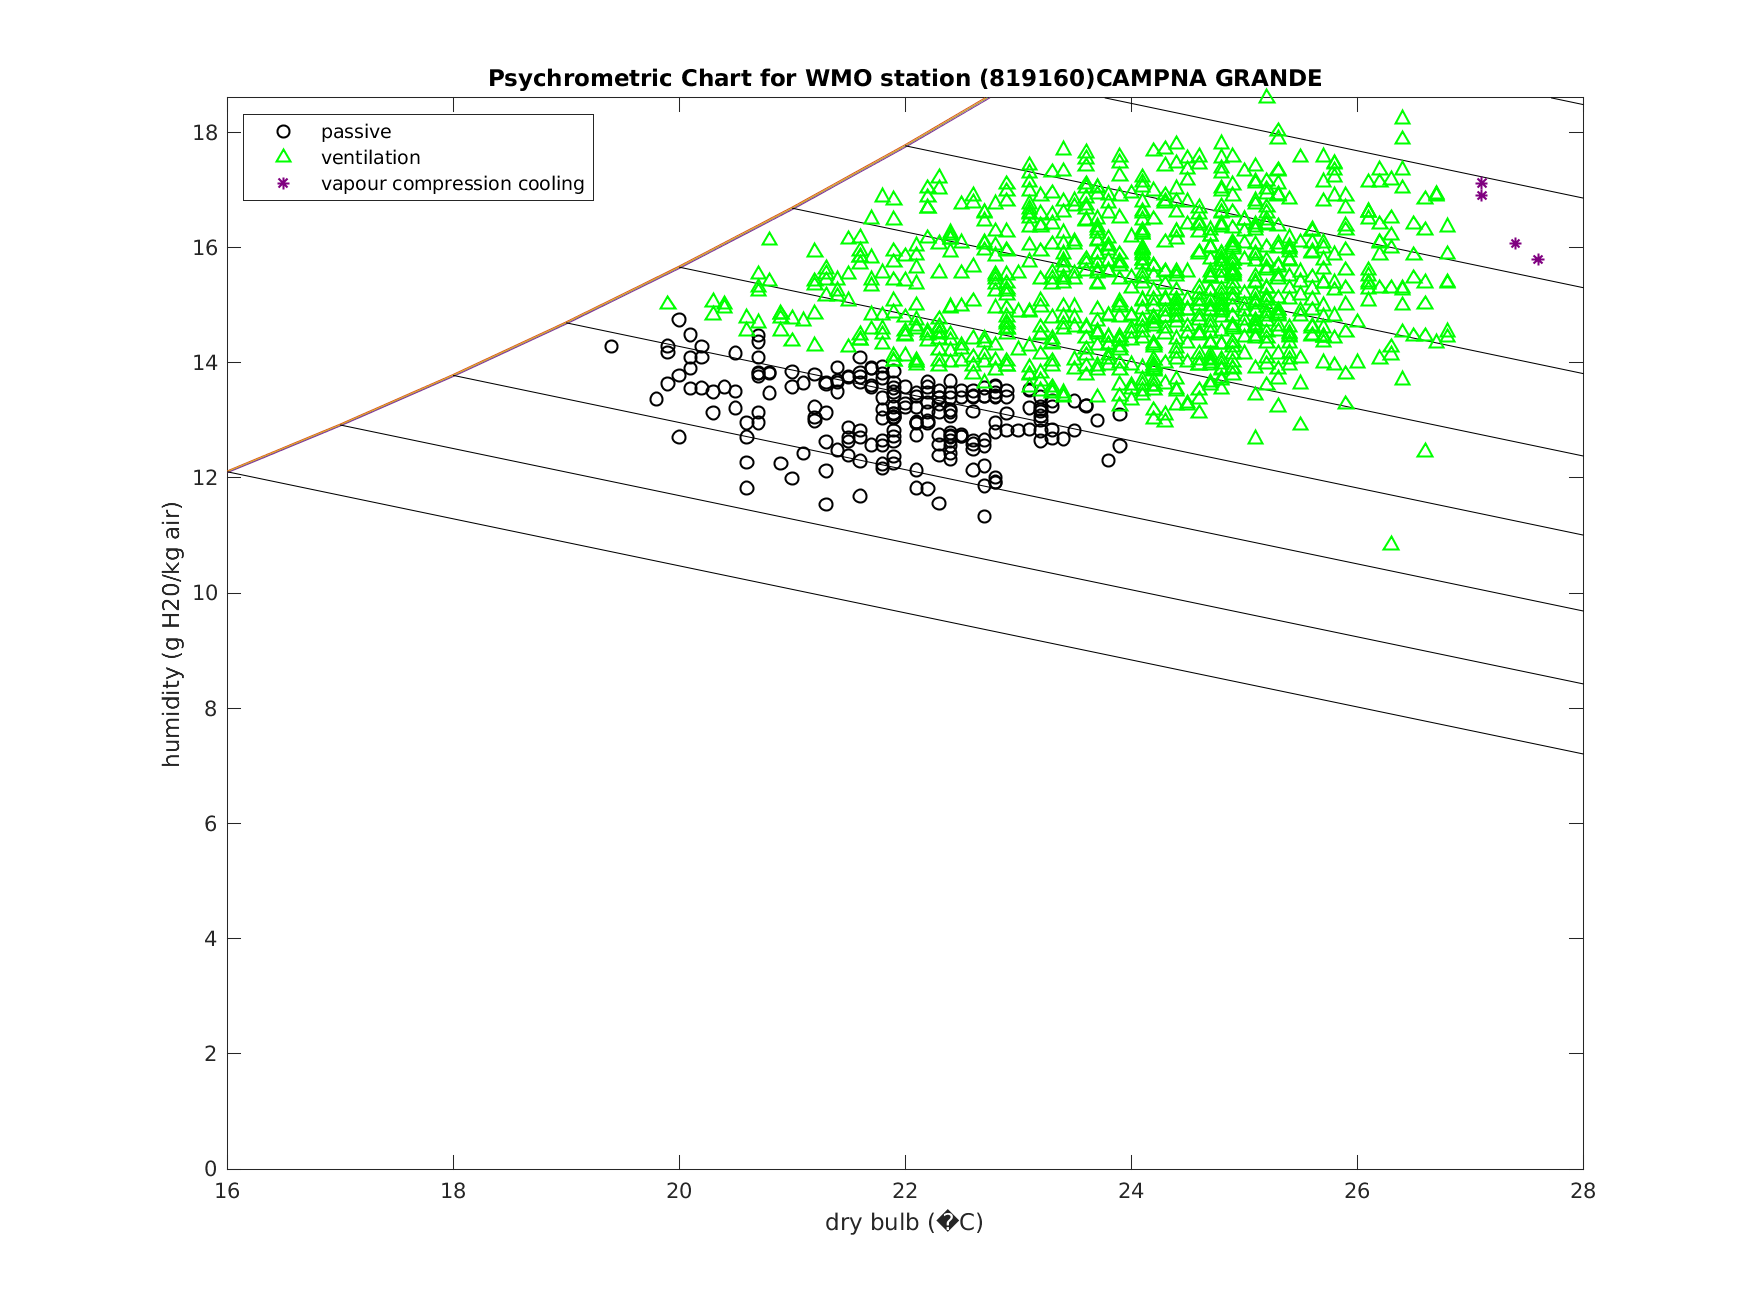 Psychrometric Chart for WMO station (819160)CAMPNA GRANDE
passive
ventilation
vapour compression cooling
humidity (g H20/kg air)
18
16
14
12
10
8
6
4
2
0
16 18 20 22 24 26 28
dry bulb (�C)